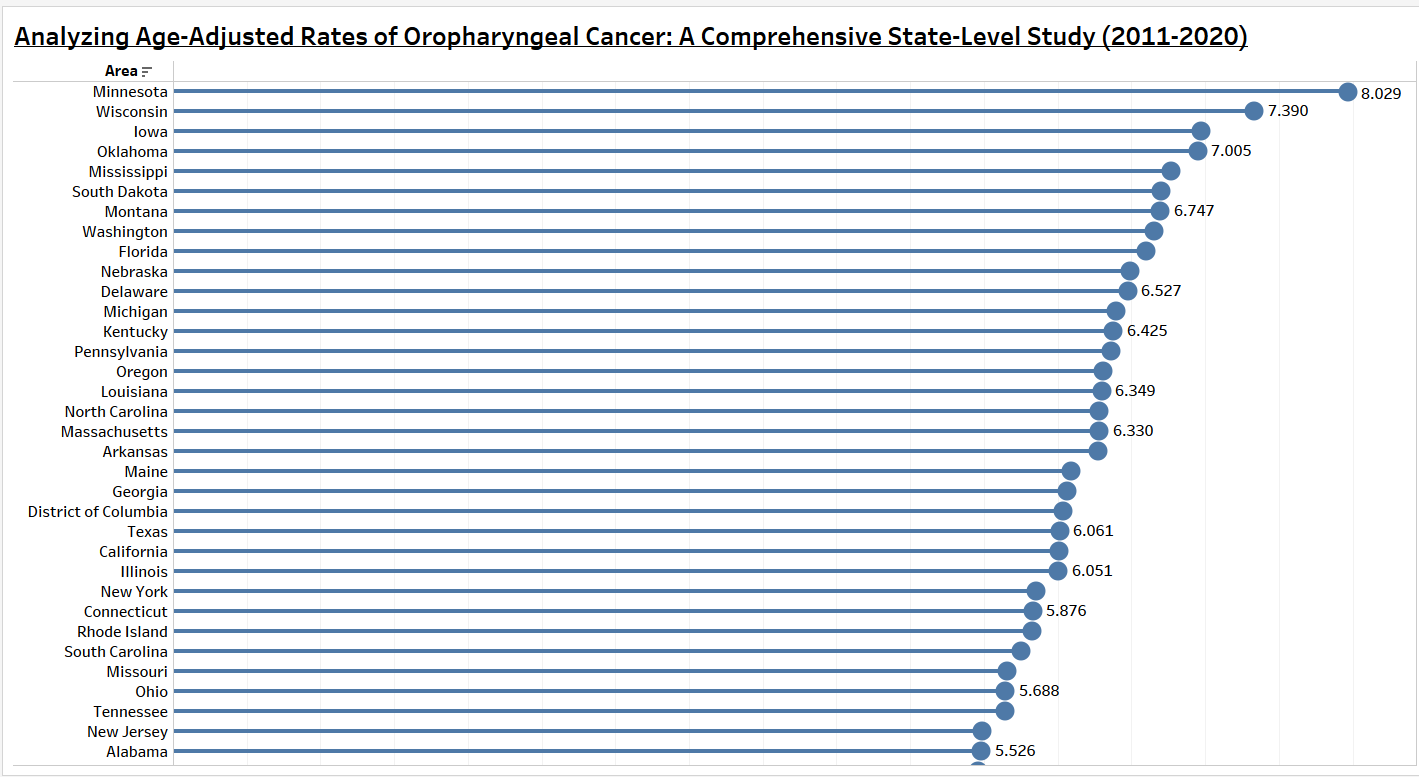 Analyzing Age-Adjusted Rates of Oropharyngeal Cancer: A Comprehensive State-Level Study (2011-2020)
Area
Minnesota 8.029
Wisconsin 7.390
Iowa
Oklahoma 7.005
Mississippi
South Dakota
Montana 6.747
Washington
Florida
Nebraska
Delaware 6.527
Michigan
Kentucky 6.425
Pennsylvania
Oregon
Louisiana 6.349
North Carolina
Massachusetts 6.330
Arkansas
Maine
Georgia
District of Columbia
Texas 6.061
California
Illinois 6.051
New York
Connecticut 5.876
Rhode Island
South Carolina
Missouri
Ohio 5.688
Tennessee
New Jersey
Alabama 5.526